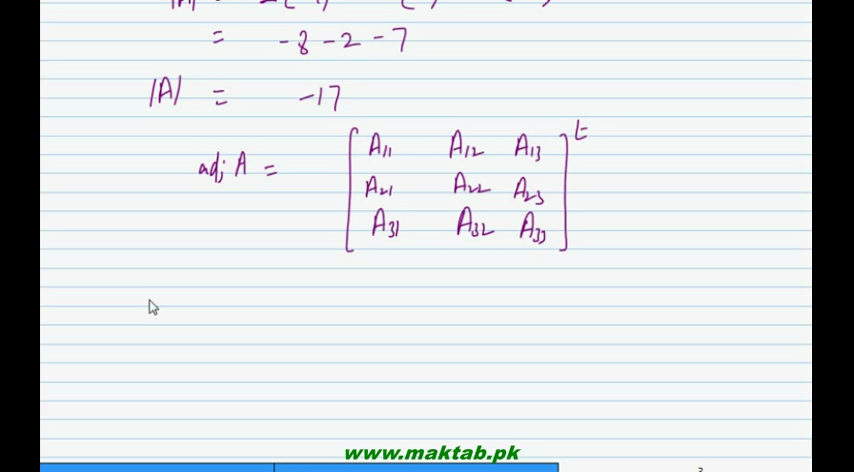 = -8 -2 -7
|A| = -17
adj A = [ A11 A12 A13 ]t
A21 A22 A23
A31 A32 A33
www.maktab.pk